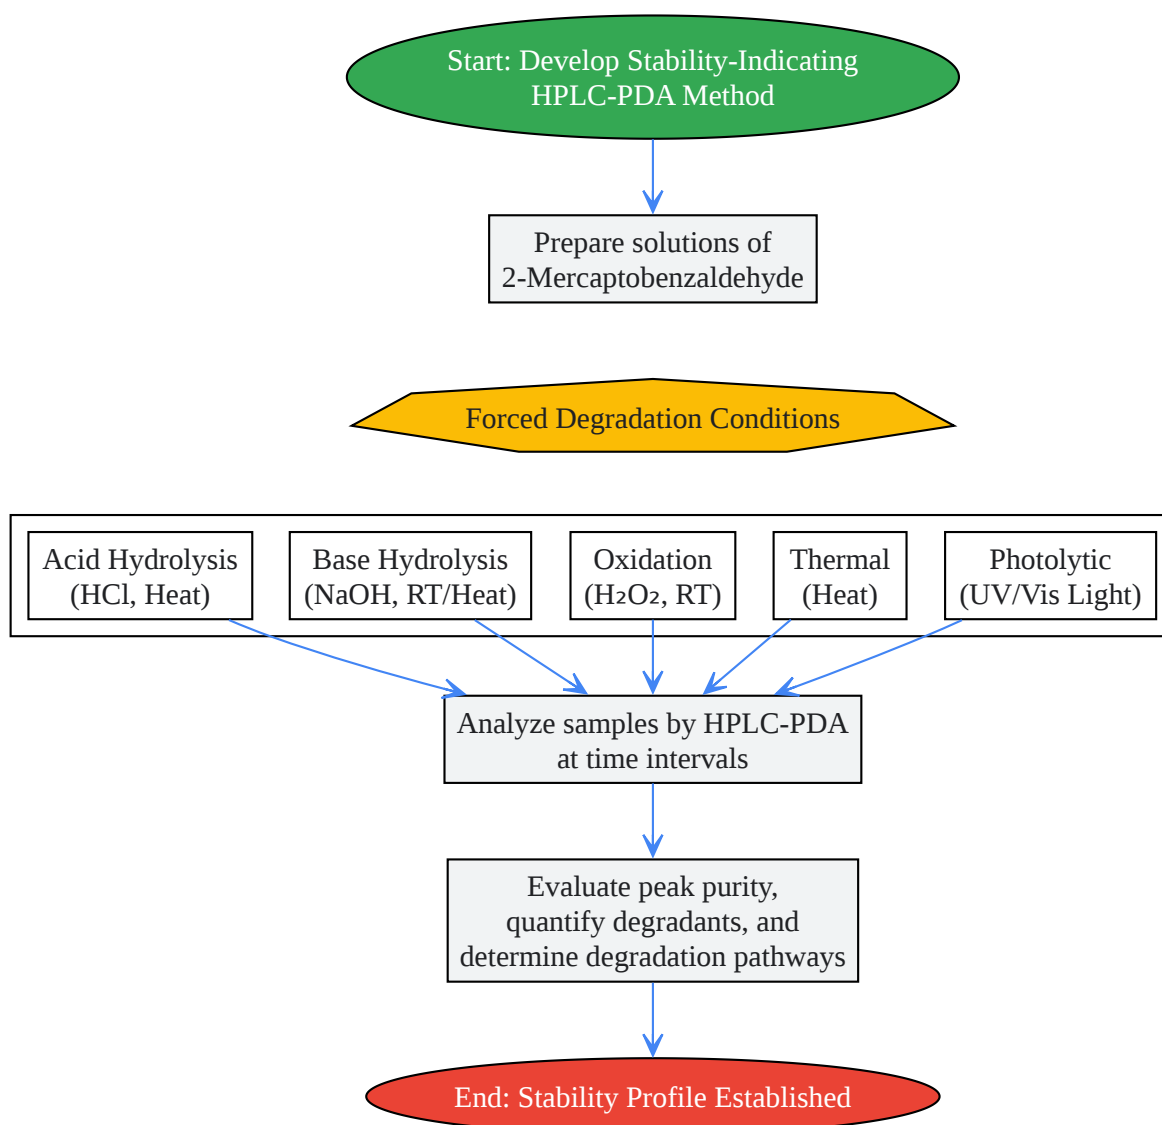 Start: Develop Stability-Indicating
HPLC-PDA Method
Prepare solutions of
2-Mercaptobenzaldehyde
Forced Degradation Conditions
Acid Hydrolysis
(HCl, Heat)
Base Hydrolysis
(NaOH, RT/Heat)
Oxidation
(H₂O₂, RT)
Thermal
(Heat)
Photolytic
(UV/Vis Light)
Analyze samples by HPLC-PDA
at time intervals
Evaluate peak purity,
quantify degradants, and
determine degradation pathways
End: Stability Profile Established